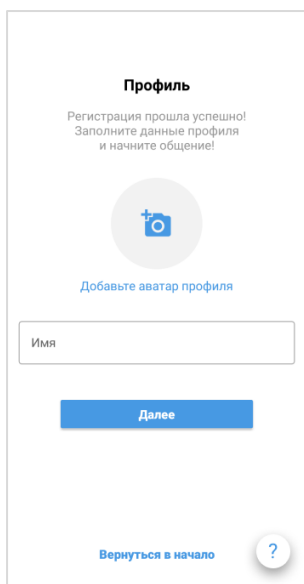 Профиль
Регистрация прошла успешно!
Заполните данные профиля
и начните общение!
Добавьте аватар профиля
Имя
Далее
Вернуться в начало
?